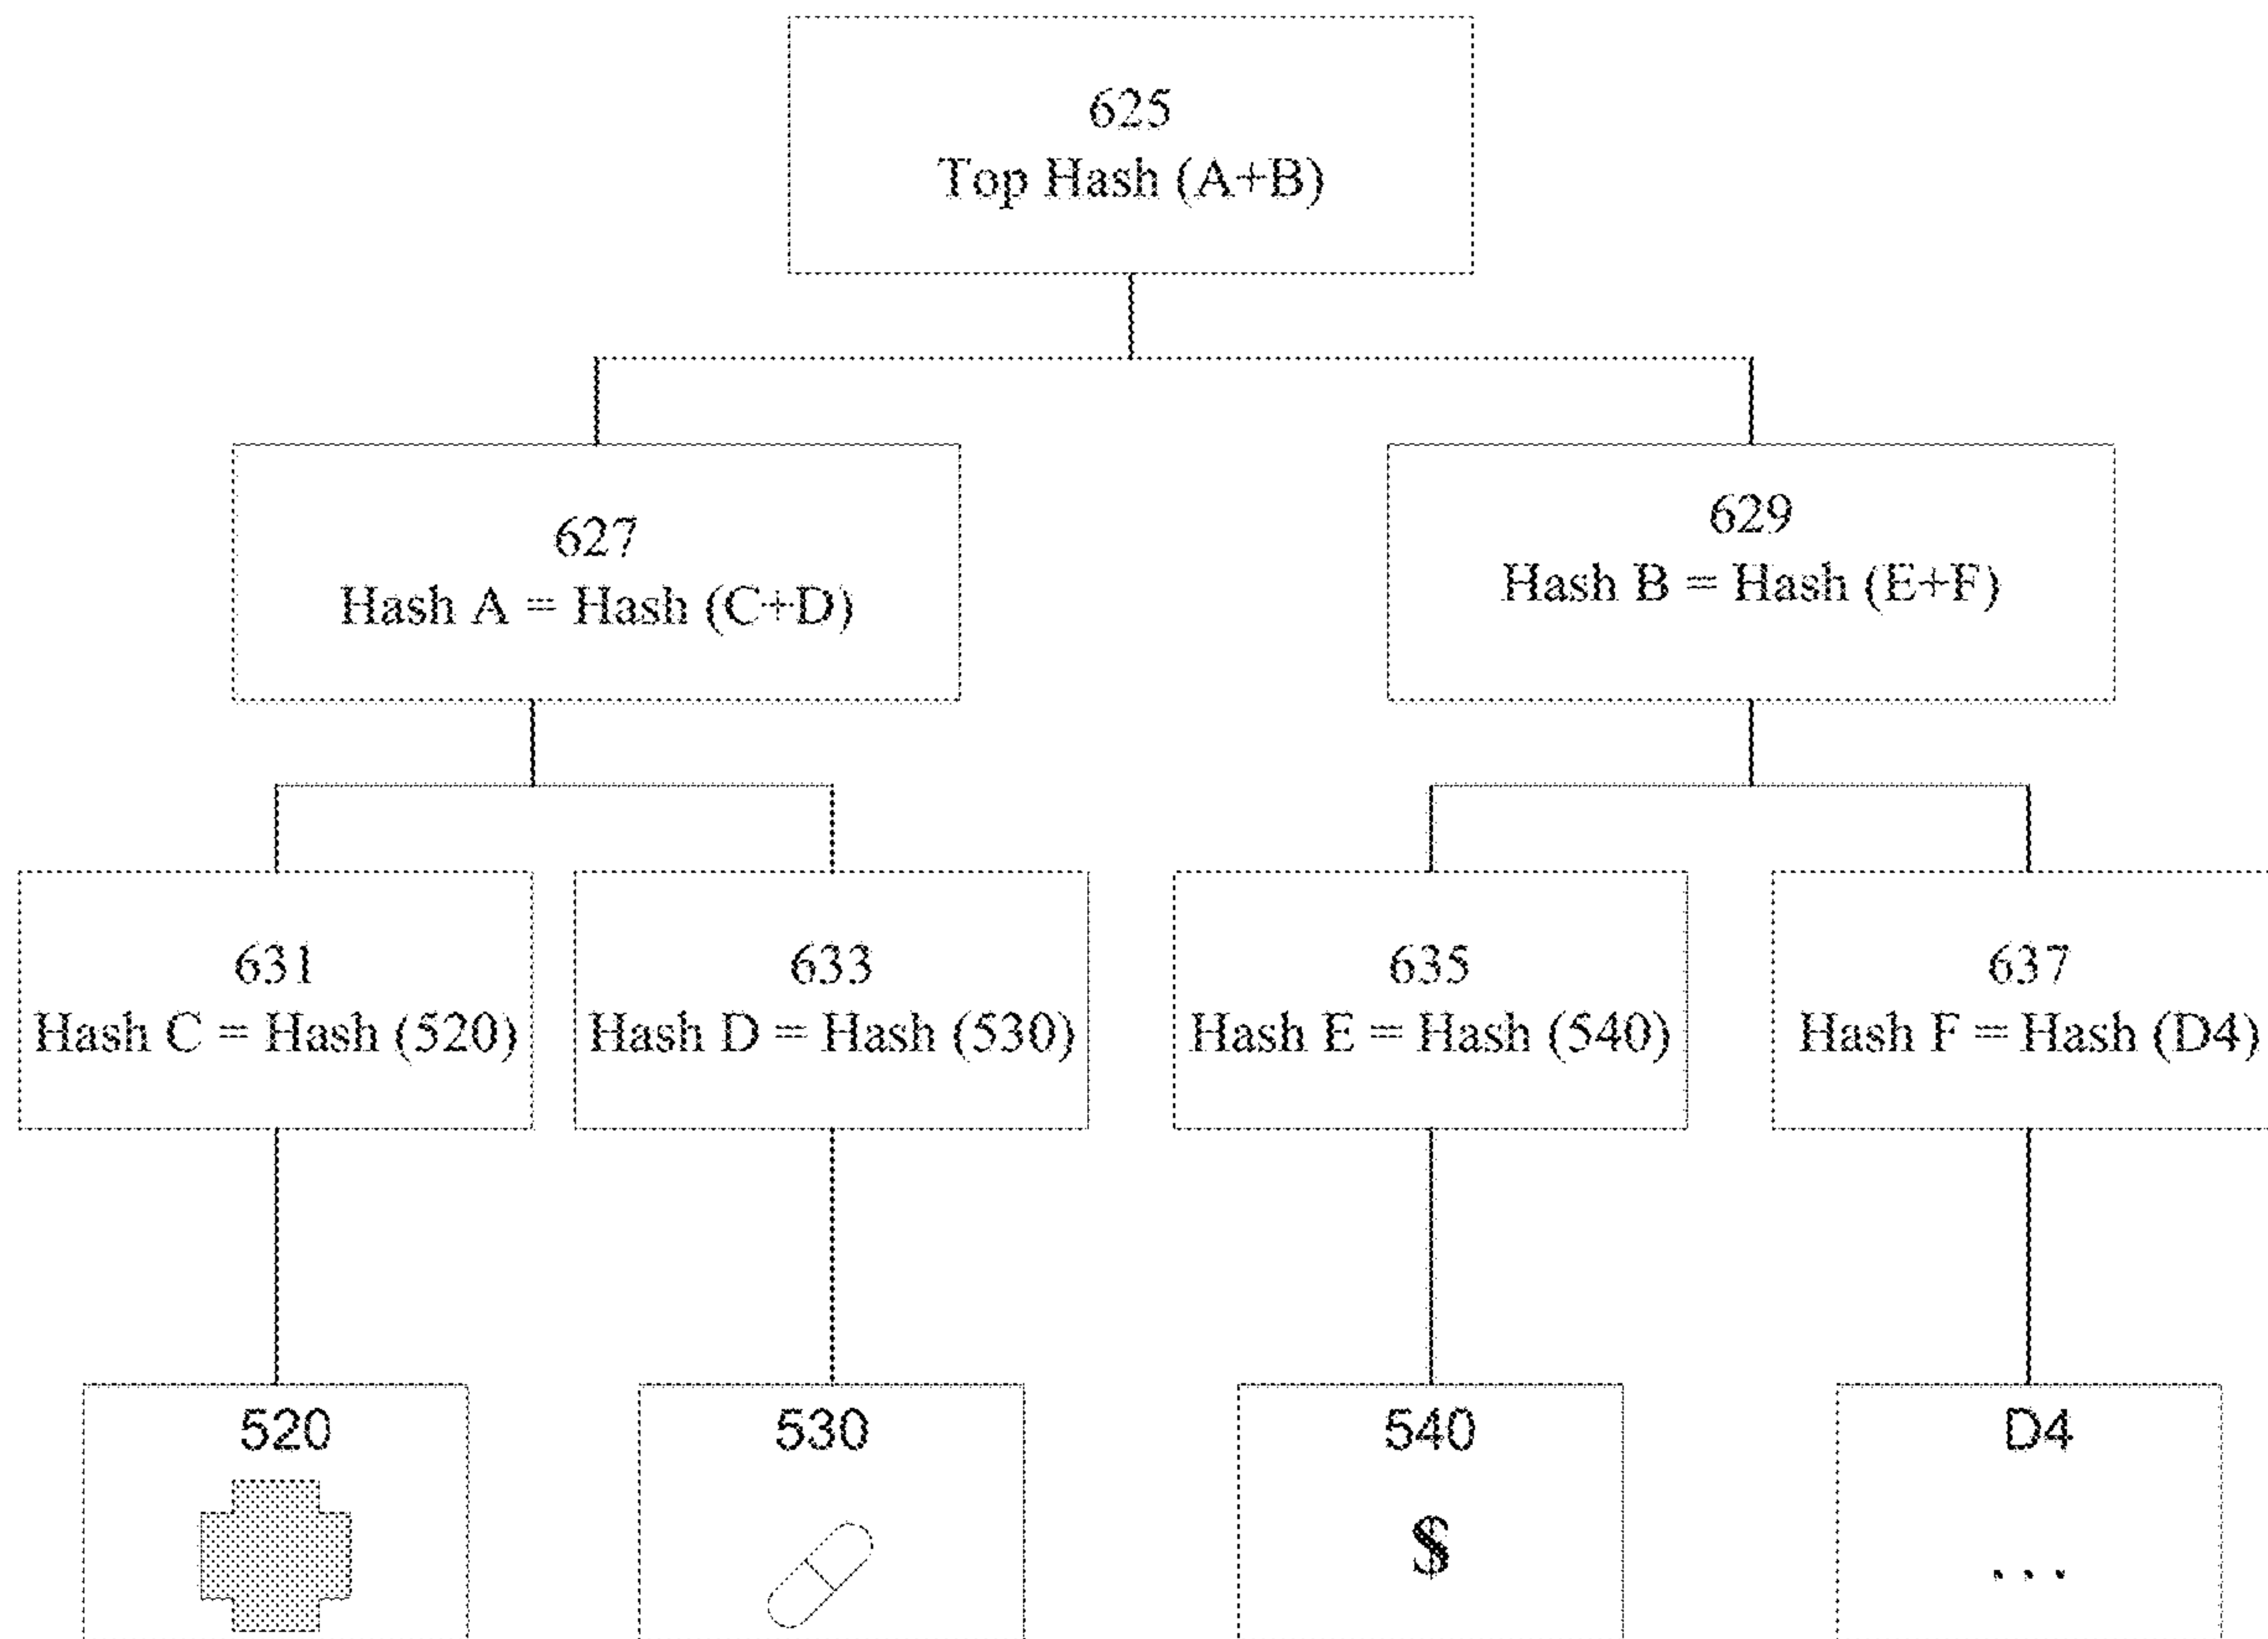 625
Top Hash (A+B)
627
Hash A = Hash (C+D)
629
Hash B = Hash (E+F)
631
Hash C = Hash (520)
633
Hash D = Hash (530)
635
Hash E = Hash (540)
637
Hash F = Hash (D4)
520
530
540
$
D4
...